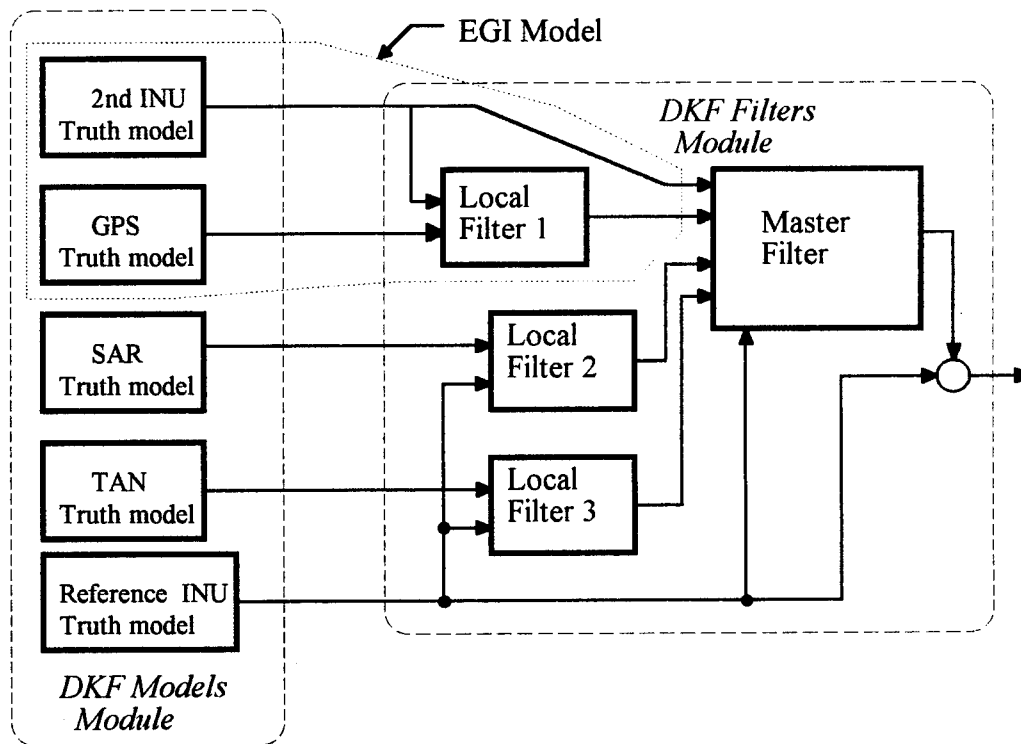 EGI Model
2nd INU
Truth model
GPS
Truth model
SAR
Truth model
TAN
Truth model
Reference INU
Truth model
DKF Models
Module
DKF Filters
Module
Local
Filter 1
Local
Filter 2
Local
Filter 3
Master
Filter